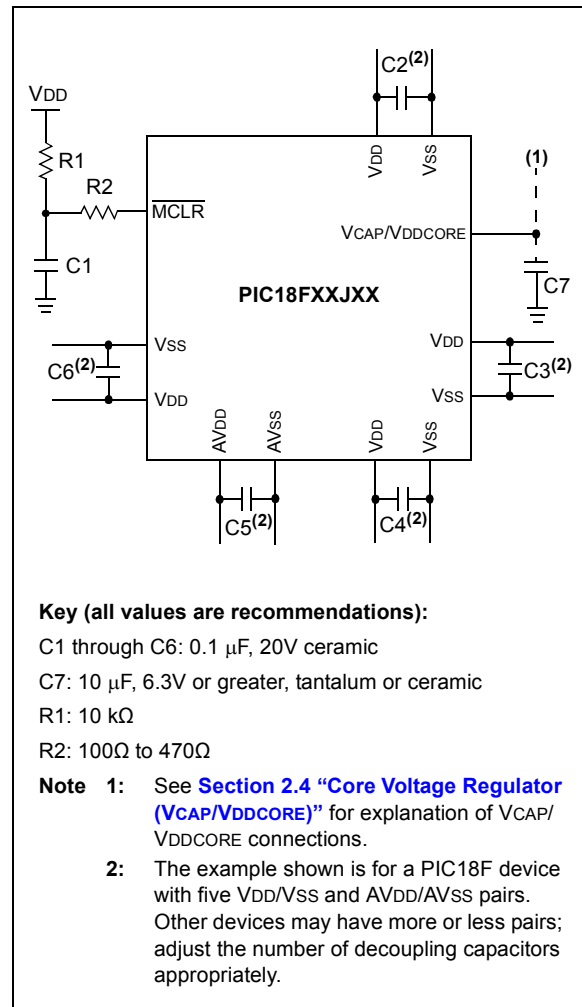 C2(2)
VDD
R1
R2
MCLR
C1
VDD
VSS
(1)
VCAP/VDDCORE
C7
PIC18FXXJXX
VSS
C6(2)
VDD
VDD
C3(2)
VSS
AVDD
AVSS
VDD
VSS
C5(2)
C4(2)
Key (all values are recommendations):
C1 through C6: 0.1 μF, 20V ceramic
C7: 10 μF, 6.3V or greater, tantalum or ceramic
R1: 10 kΩ
R2: 100Ω to 470Ω
Note 1: See Section 2.4 “Core Voltage Regulator
(VCAP/VDDCORE)” for explanation of VCAP/
VDDCORE connections.
2: The example shown is for a PIC18F device
with five VDD/VSS and AVDD/AVSS pairs.
Other devices may have more or less pairs;
adjust the number of decoupling capacitors
appropriately.